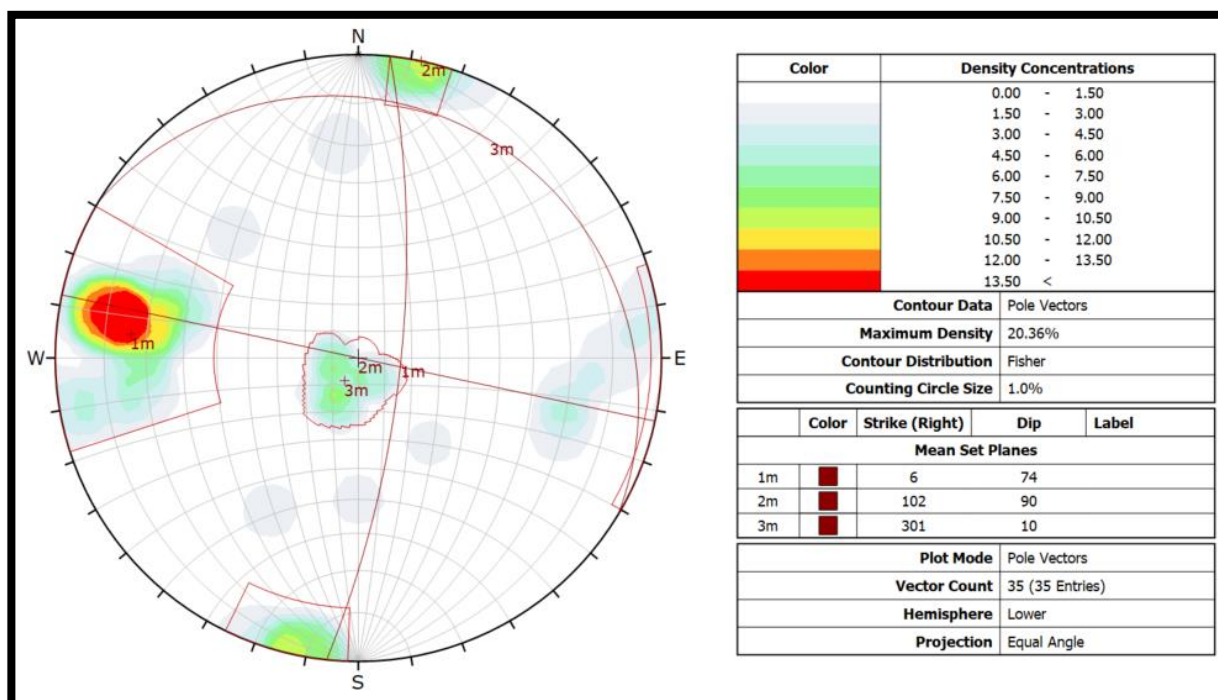 N
2m
3m
1m
W
2m
1m
E
3m
S
Color Density Concentrations
0.00 - 1.50
1.50 - 3.00
3.00 - 4.50
4.50 - 6.00
6.00 - 7.50
7.50 - 9.00
9.00 - 10.50
10.50 - 12.00
12.00 - 13.50
13.50 <
Contour Data Pole Vectors
Maximum Density 20.36%
Contour Distribution Fisher
Counting Circle Size 1.0%
Color Strike (Right) Dip Label
Mean Set Planes
1m 6 74
2m 102 90
3m 301 10
Plot Mode Pole Vectors
Vector Count 35 (35 Entries)
Hemisphere Lower
Projection Equal Angle